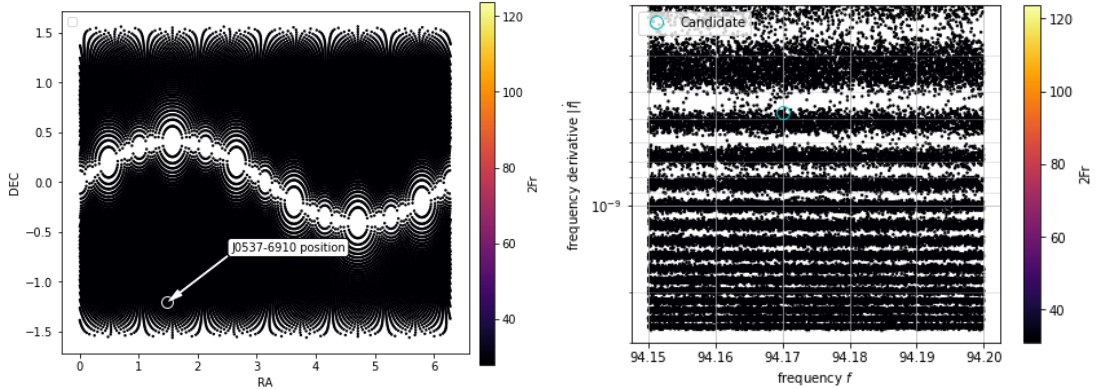 1.5
1.0
0.5
0.0
−0.5
−1.0
−1.5
DEC
0 1 2 3 4 5 6
RA
J0537-6910 position
120
100
80
60
40
2Fr
Candidate
10⁻⁹
frequency derivative |ḟ|
94.15 94.16 94.17 94.18 94.19 94.20
frequency f
120
100
80
60
40
2Fr